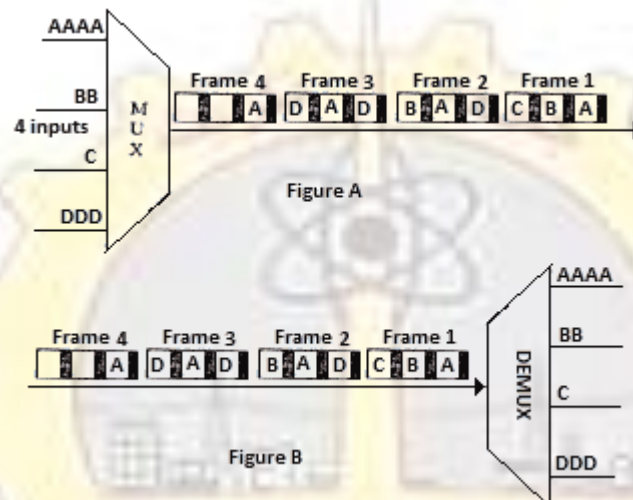 AAAA
BB
4 inputs
C
DDD
MUX
Frame 4 Frame 3 Frame 2 Frame 1
A D A D B A D C B A
Figure A
Frame 4 Frame 3 Frame 2 Frame 1
A D A D B A D C B A
DEMUX
AAAA
BB
C
DDD
Figure B